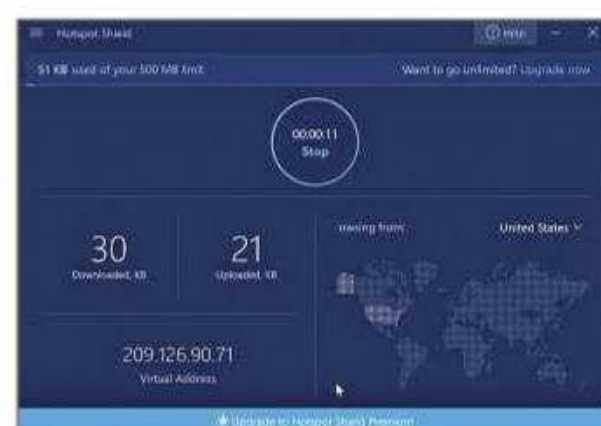 Hotspot Shield
Help
51 KB used of your 500 MB limit
Want to go unlimited? Upgrade now
00:00:11
Stop
30
Downloaded, KB
21
Uploaded, KB
owsing from:
United States
209.126.90.71
Virtual Address
Upgrade to Hotspot Shield Premium